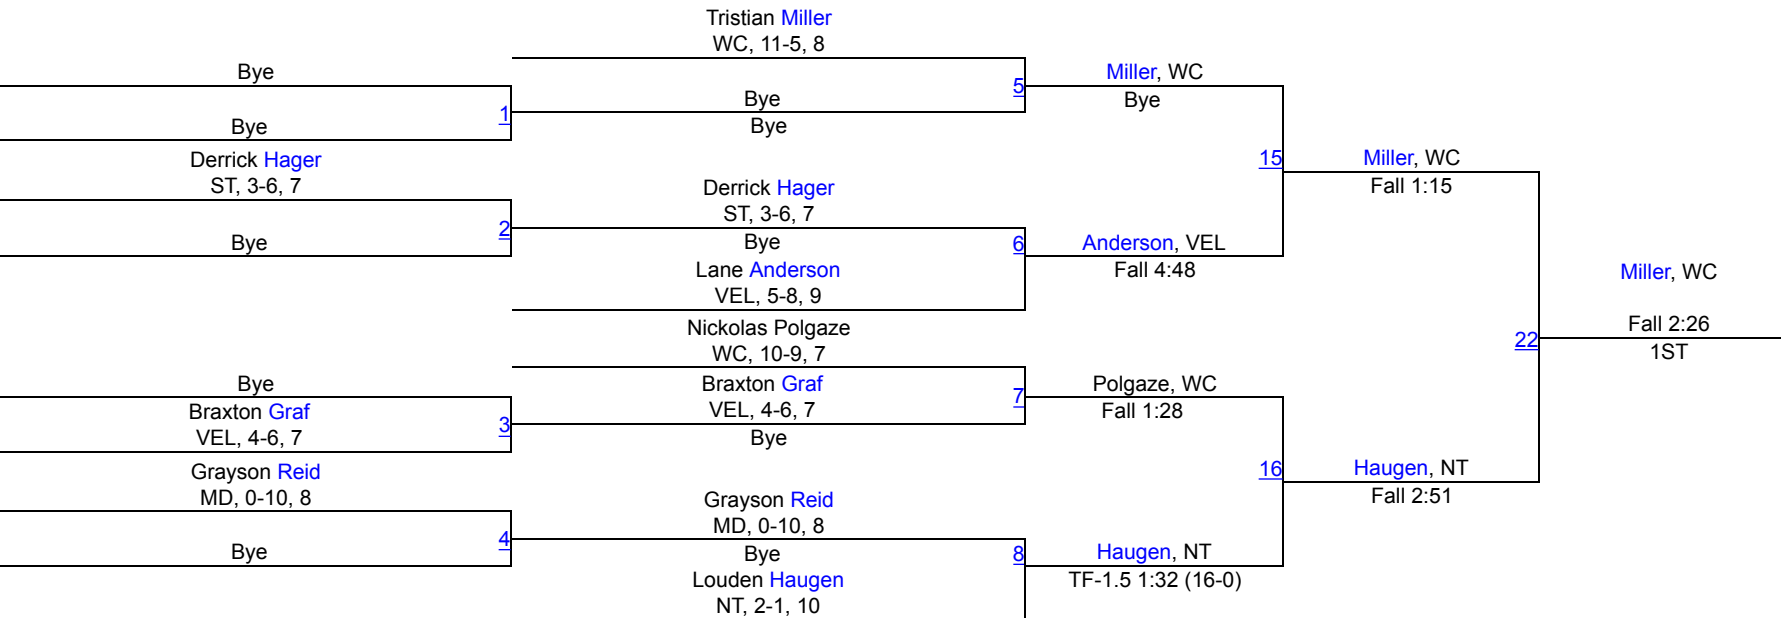 Bye
1
Bye
Derrick Hager
ST, 3-6, 7
2
Bye
Bye
Braxton Graf
VEL, 4-6, 7
3
Grayson Reid
MD, 0-10, 8
4
Bye
Tristian Miller
WC, 11-5, 8
5
Bye
Bye
Derrick Hager
ST, 3-6, 7
Bye
6
Lane Anderson
VEL, 5-8, 9
Nickolas Polgaze
WC, 10-9, 7
Braxton Graf
VEL, 4-6, 7
7
Bye
Grayson Reid
MD, 0-10, 8
Bye
8
Louden Haugen
NT, 2-1, 10
Miller, WC
Bye
15
Anderson, VEL
Fall 4:48
Polgaze, WC
Fall 1:28
16
Haugen, NT
TF-1.5 1:32 (16-0)
Miller, WC
Fall 1:15
22
Haugen, NT
Fall 2:51
Miller, WC
Fall 2:26
1ST